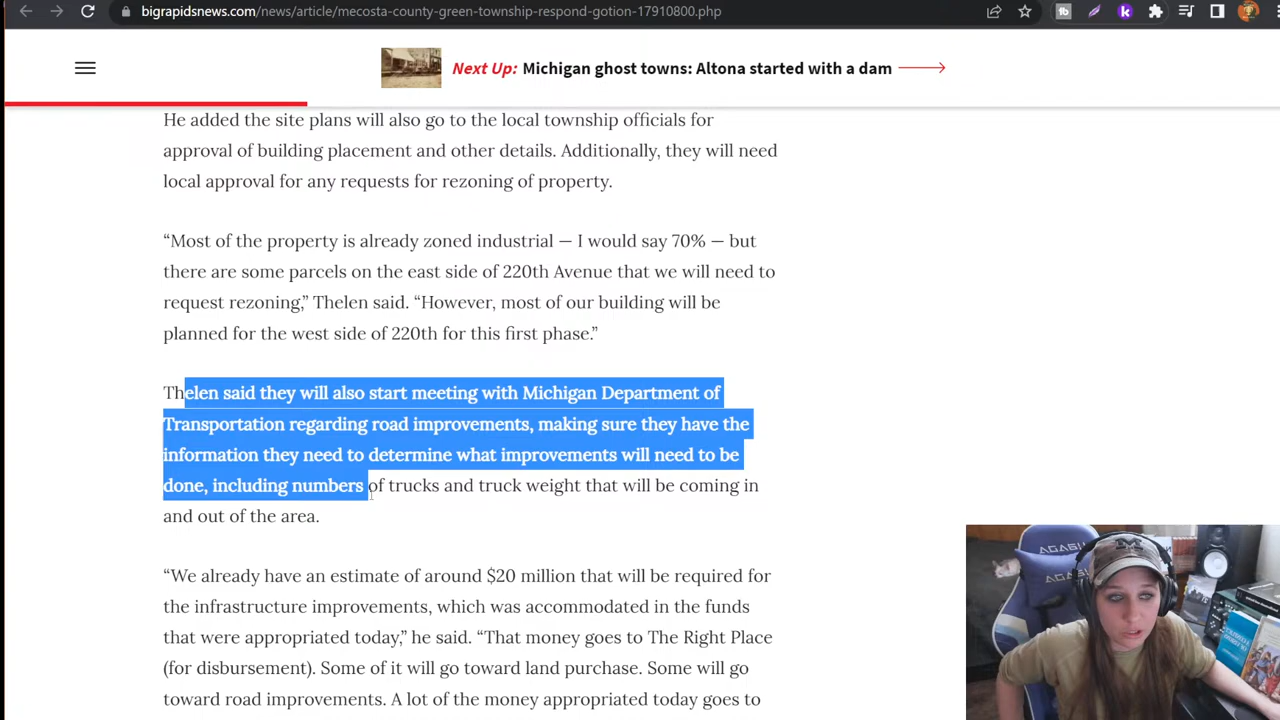 bigrapidsnews.com/news/article/mecosta-county-green-township-respond-gotion-17910800.php
Next Up: Michigan ghost towns: Altona started with a dam
He added the site plans will also go to the local township officials for
approval of building placement and other details. Additionally, they will need
local approval for any requests for rezoning of property.
“Most of the property is already zoned industrial — I would say 70% — but
there are some parcels on the east side of 220th Avenue that we will need to
request rezoning,” Thelen said. “However, most of our building will be
planned for the west side of 220th for this first phase.”
Thelen said they will also start meeting with Michigan Department of
Transportation regarding road improvements, making sure they have the
information they need to determine what improvements will need to be
done, including numbers of trucks and truck weight that will be coming in
and out of the area.
“We already have an estimate of around $20 million that will be required for
the infrastructure improvements, which was accommodated in the funds
that were appropriated today,” he said. “That money goes to The Right Place
(for disbursement). Some of it will go toward land purchase. Some will go
toward road improvements. A lot of the money appropriated today goes to